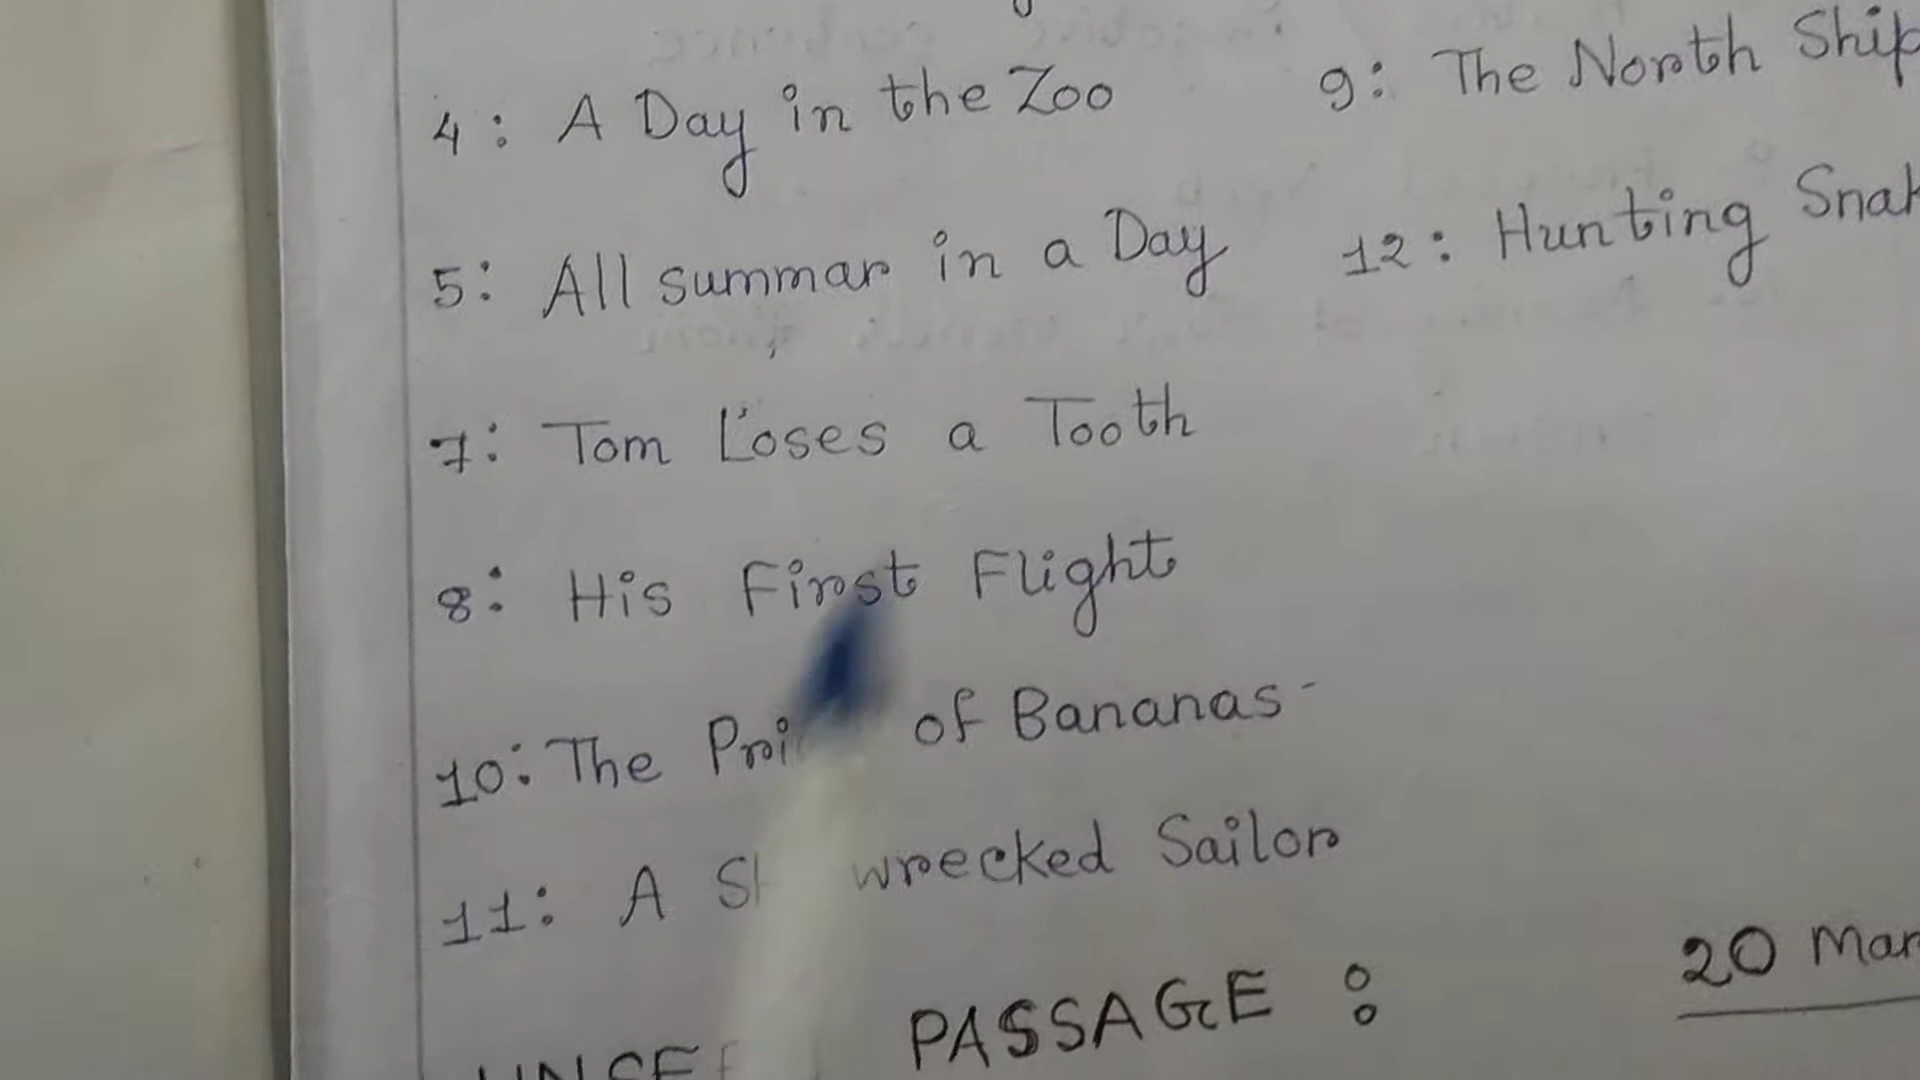 4: A Day in the Zoo
9: The North Ship
5: All summar in a Day
12: Hunting
7: Tom Loses a Tooth
8: His First Flight
10: The of Bananas
11: A wrecked Sailor
PASSAGE :
20